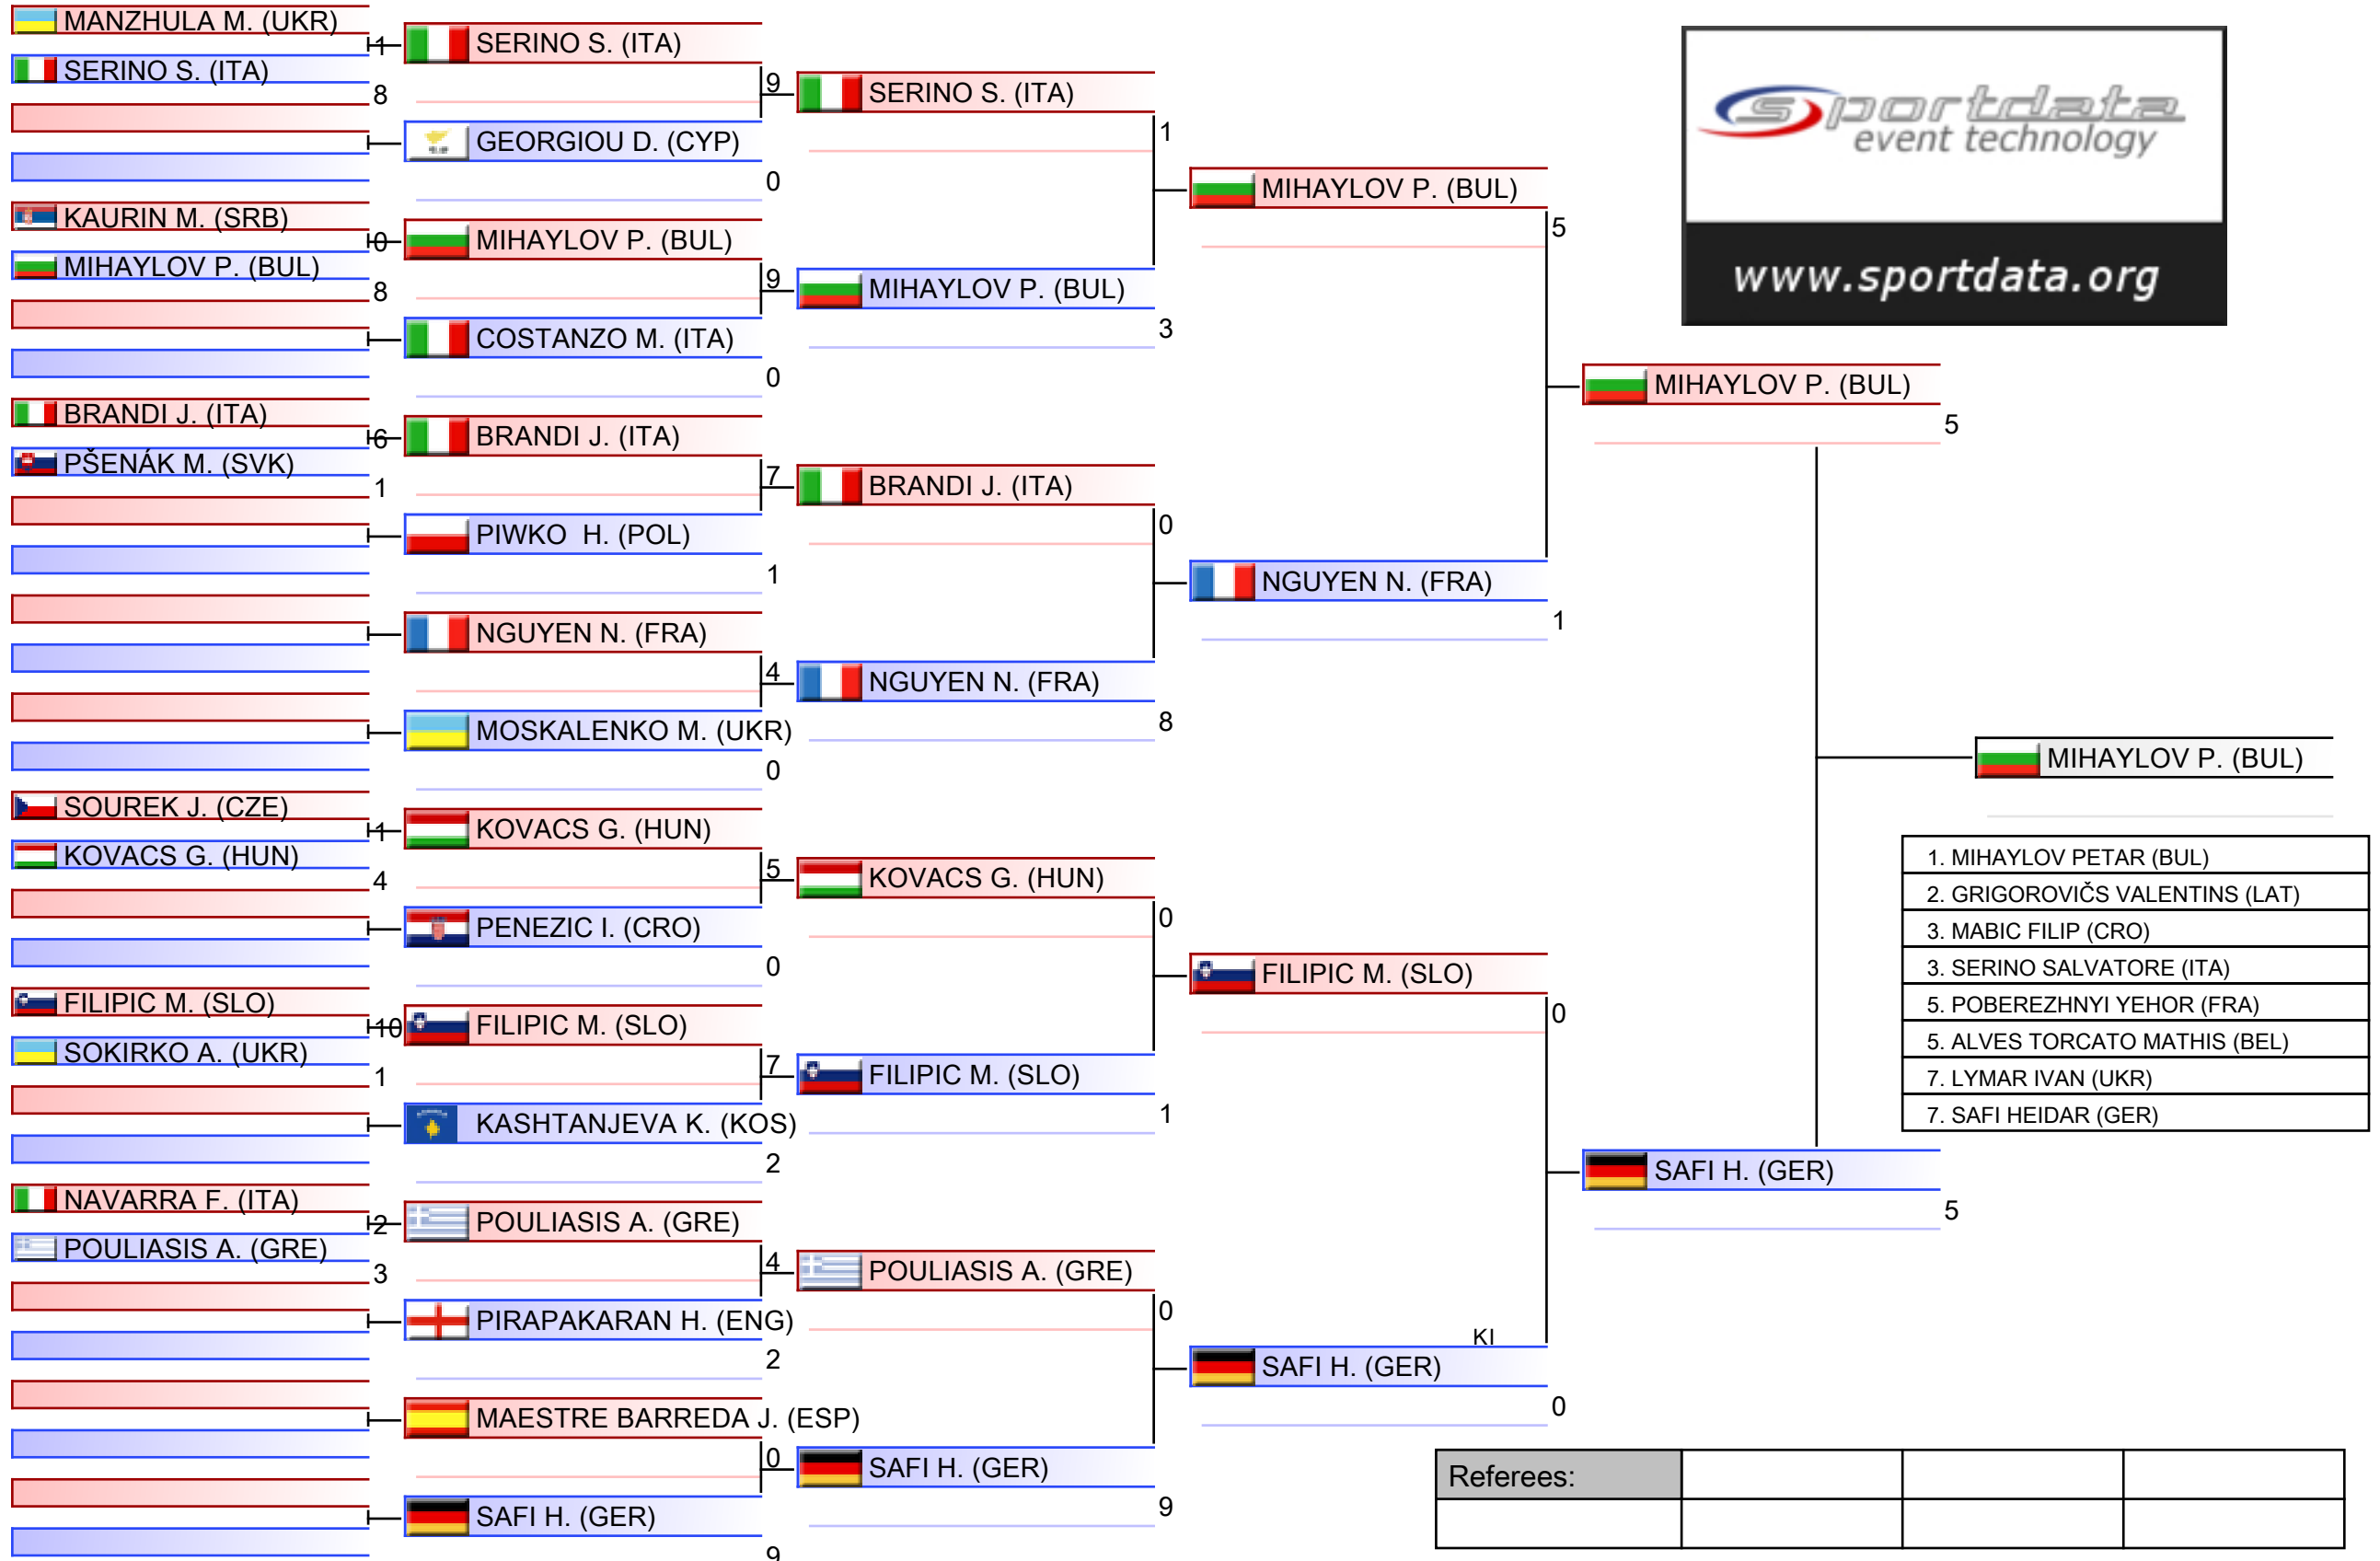 MANZHULA M. (UKR)
1
SERINO S. (ITA)
8
KAURIN M. (SRB)
0
MIHAYLOV P. (BUL)
8
BRANDI J. (ITA)
6
PŠENÁK M. (SVK)
1
SOUREK J. (CZE)
1
KOVACS G. (HUN)
4
FILIPIC M. (SLO)
10
SOKIRKO A. (UKR)
1
NAVARRA F. (ITA)
2
POULIASIS A. (GRE)
3
SERINO S. (ITA)
9
GEORGIOU D. (CYP)
0
MIHAYLOV P. (BUL)
9
COSTANZO M. (ITA)
0
BRANDI J. (ITA)
7
PIWKO H. (POL)
1
NGUYEN N. (FRA)
4
MOSKALENKO M. (UKR)
0
KOVACS G. (HUN)
5
PENEZIC I. (CRO)
0
FILIPIC M. (SLO)
7
KASHTANJEVA K. (KOS)
2
POULIASIS A. (GRE)
4
PIRAPAKARAN H. (ENG)
2
MAESTRE BARREDA J. (ESP)
0
SAFI H. (GER)
9
SERINO S. (ITA)
1
MIHAYLOV P. (BUL)
3
BRANDI J. (ITA)
0
NGUYEN N. (FRA)
8
KOVACS G. (HUN)
0
FILIPIC M. (SLO)
1
POULIASIS A. (GRE)
0
SAFI H. (GER)
9
MIHAYLOV P. (BUL)
5
NGUYEN N. (FRA)
1
FILIPIC M. (SLO)
0
KI
SAFI H. (GER)
0
MIHAYLOV P. (BUL)
5
SAFI H. (GER)
5
MIHAYLOV P. (BUL)
sportdata
event technology
www.sportdata.org
1. MIHAYLOV PETAR (BUL)
2. GRIGOROVIČS VALENTINS (LAT)
3. MABIC FILIP (CRO)
3. SERINO SALVATORE (ITA)
5. POBEREZHNYI YEHOR (FRA)
5. ALVES TORCATO MATHIS (BEL)
7. LYMAR IVAN (UKR)
7. SAFI HEIDAR (GER)
Referees: